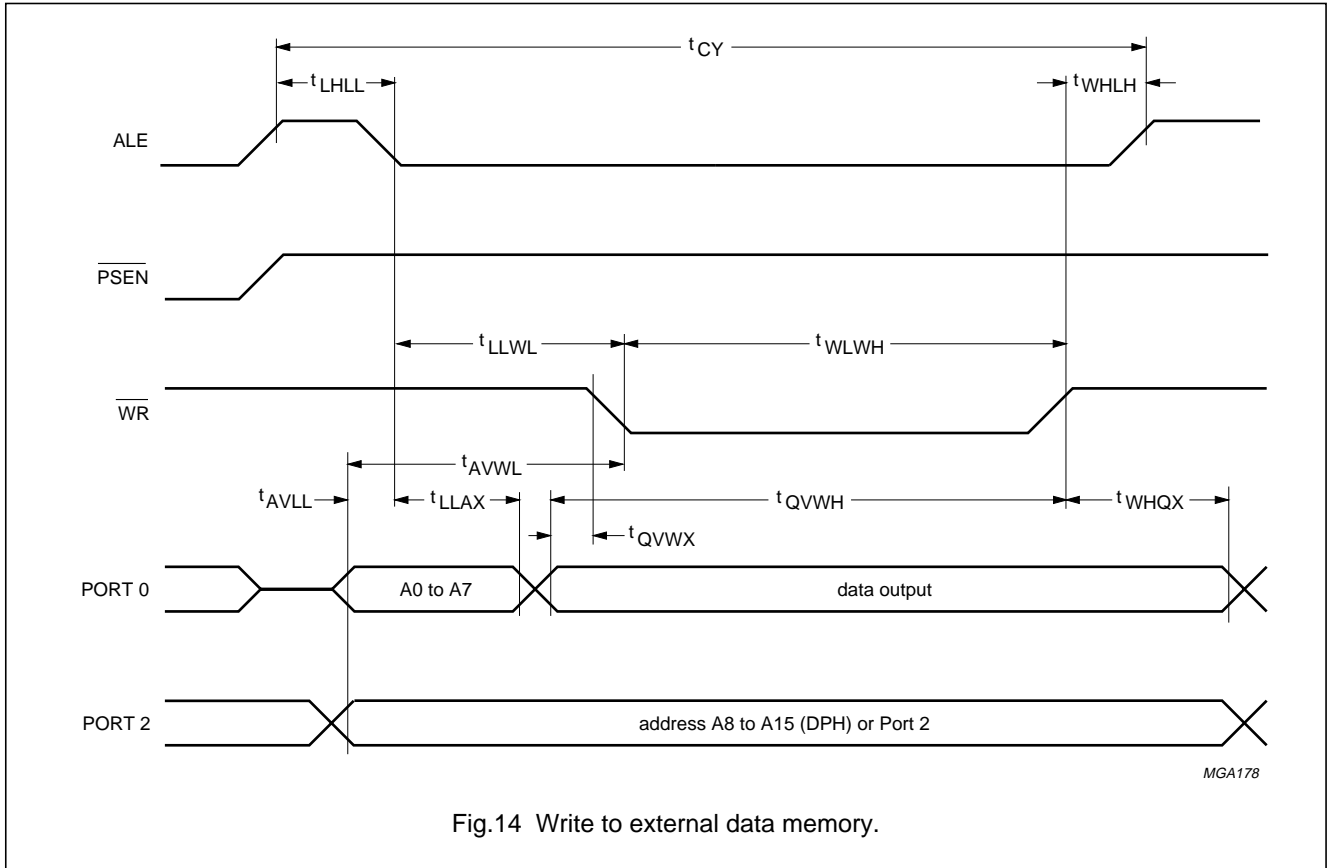 tCY
tLHLL
tWHLH
ALE
PSEN
tLLWL
tWLWH
WR
tAVWL
tAVLL
tLLAX
tQVWH
tWHQX
tQVWX
PORT 0
A0 to A7
data output
PORT 2
address A8 to A15 (DPH) or Port 2
MGA178
Fig.14 Write to external data memory.